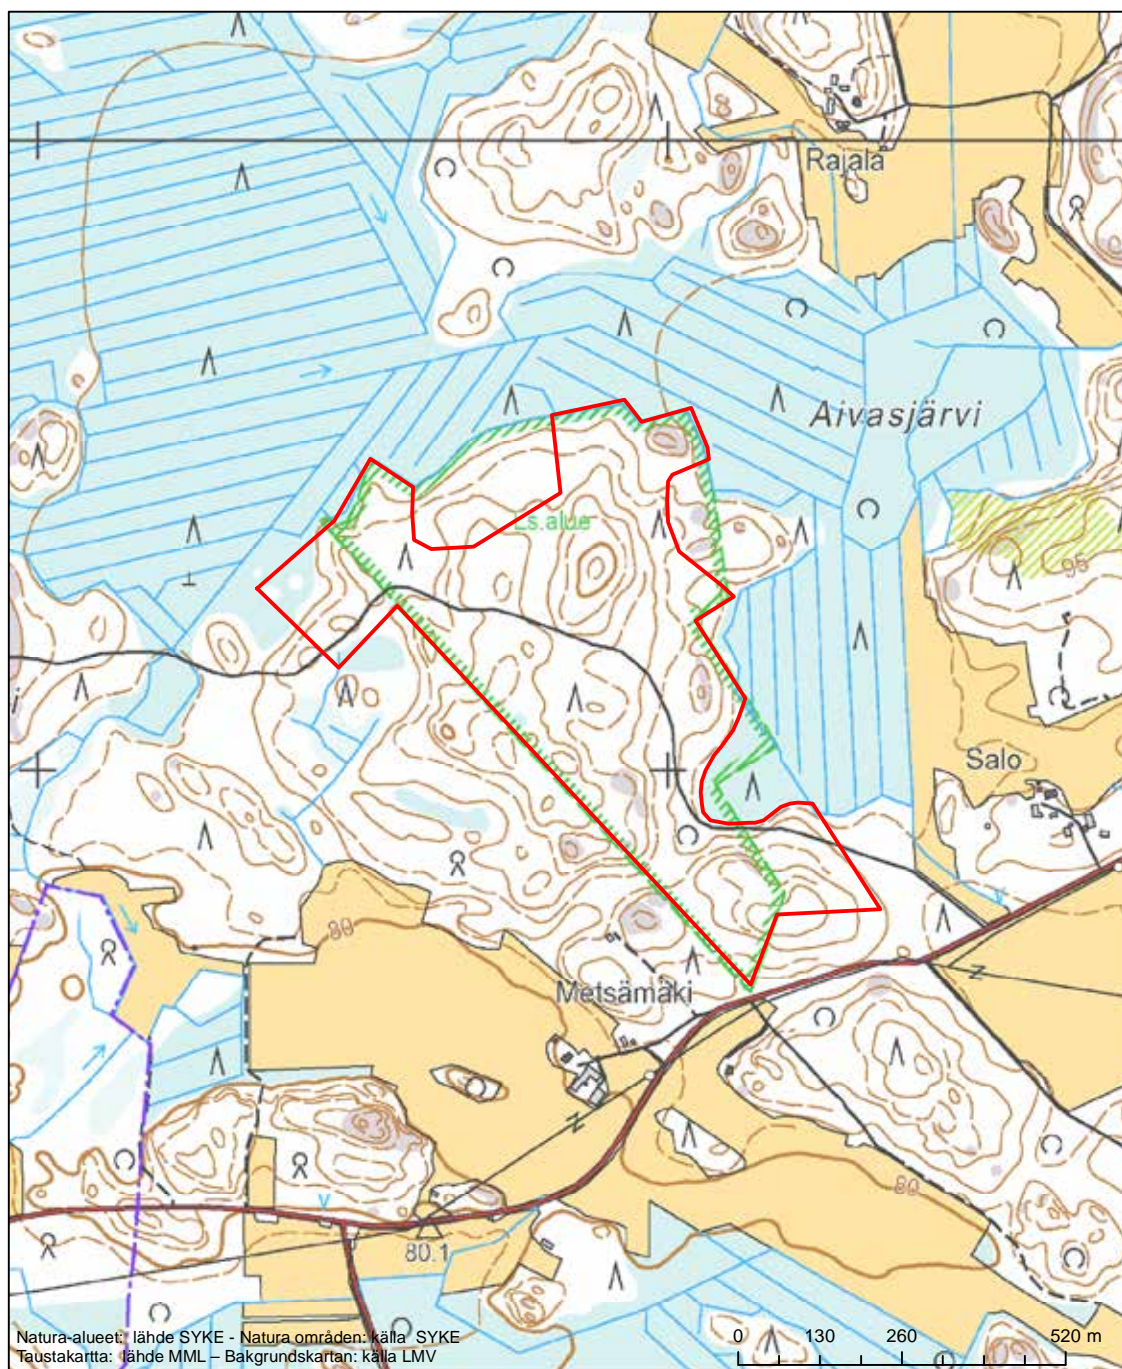 Rajala
Aivasjärvi
Ls.alue
95
i
Salo
80
Metsämäki
80
80.1
Natura-alueet: lähde SYKE - Natura områden: källa SYKE
Taustakartta: lähde MML – Bakgrundskartan: källa LMV
0 130 260 520 m